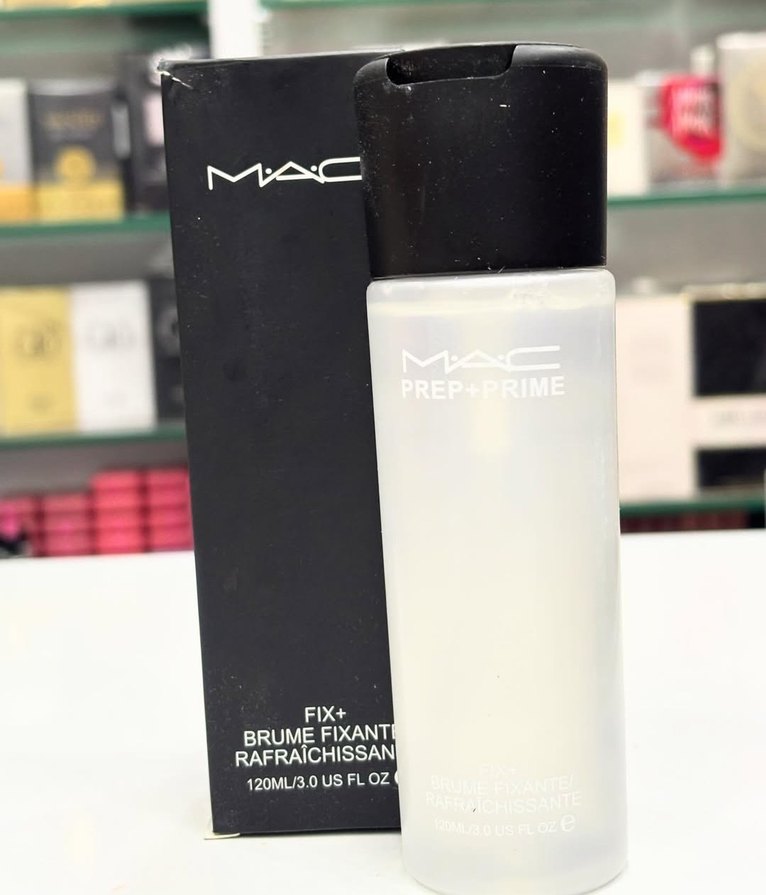 M·A·C
FIX+
BRUME FIXANTE
RAFRAÎCHISSAN
120ML/3.0 US FL OZ
M·A·C
PREP+PRIME
FIX+
BRUME FIXANTE/
RAFRAÎCHISSANTE
120ML/3.0 US FL OZ ℮